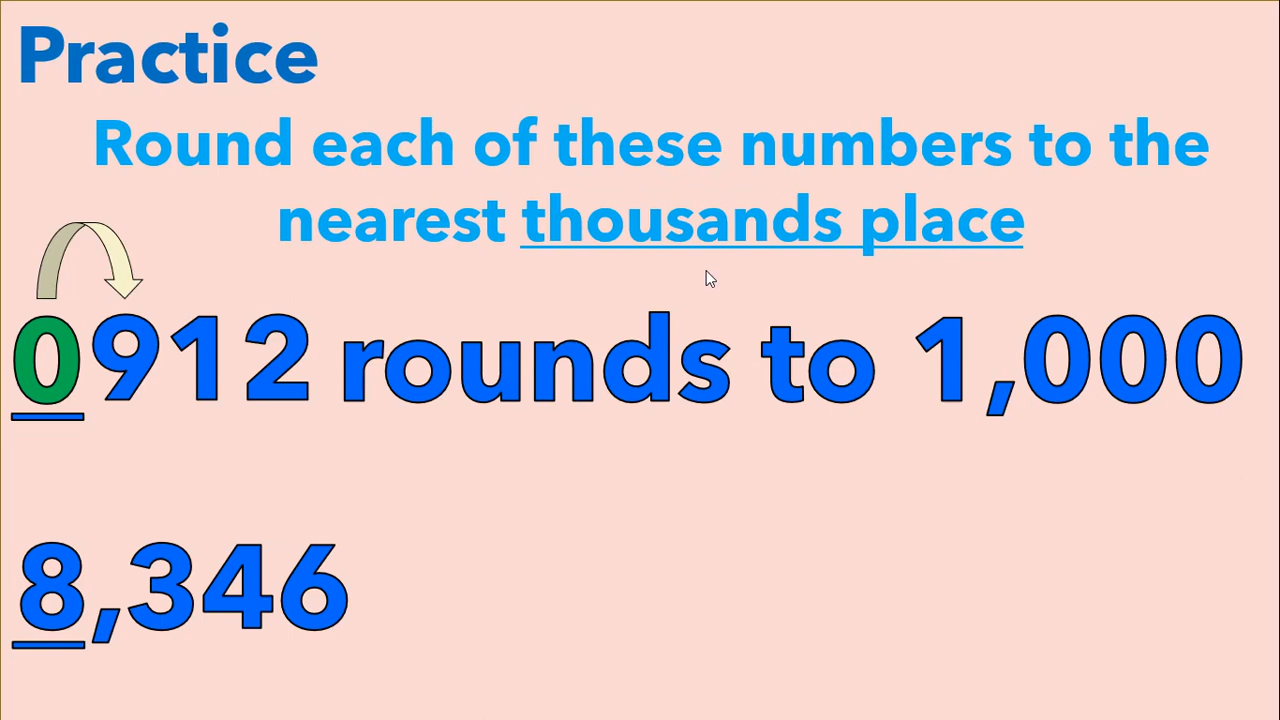 Practice
Round each of these numbers to the
nearest thousands place
0912 rounds to 1,000
8,346